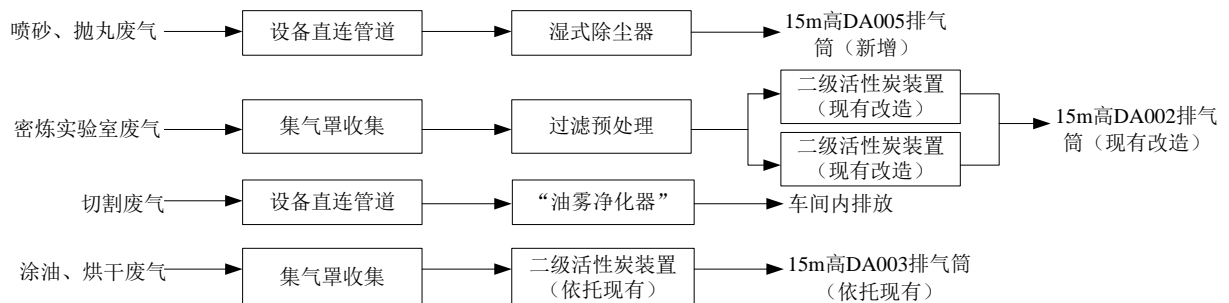 喷砂、抛丸废气
设备直连管道
湿式除尘器
15m高DA005排气
筒（新增）
密炼实验室废气
集气罩收集
过滤预处理
二级活性炭装置
（现有改造）
二级活性炭装置
（现有改造）
15m高DA002排气
筒（现有改造）
切割废气
设备直连管道
“油雾净化器”
车间内排放
涂油、烘干废气
集气罩收集
二级活性炭装置
（依托现有）
15m高DA003排气筒
（依托现有）